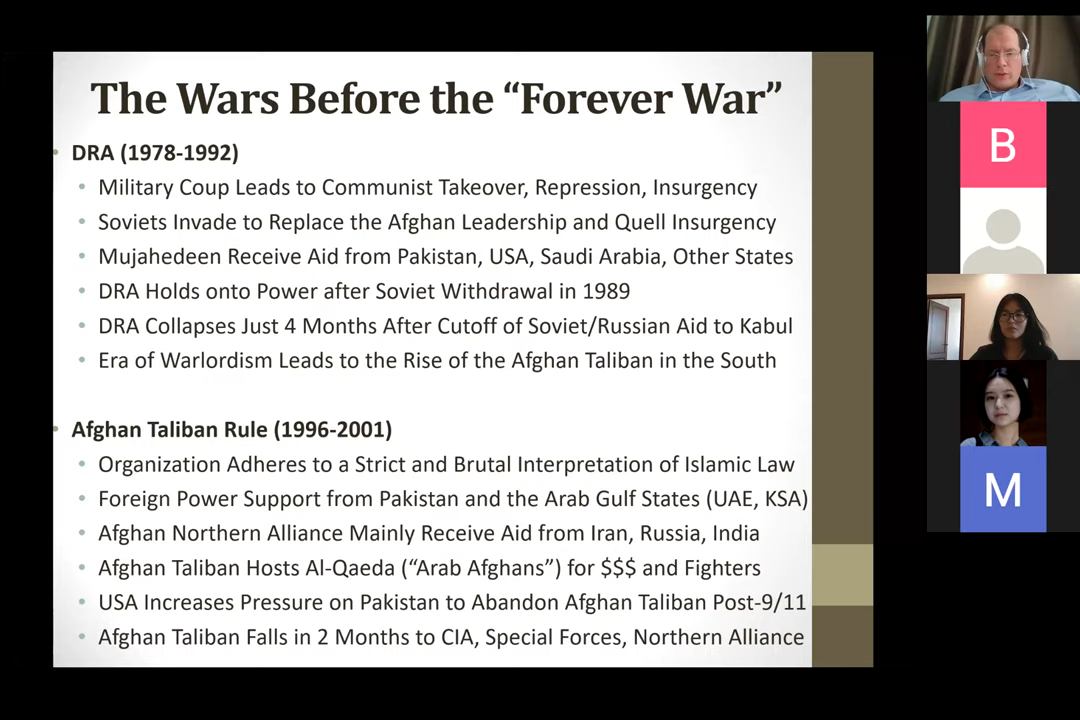 The Wars Before the “Forever War”
DRA (1978-1992)
Military Coup Leads to Communist Takeover, Repression, Insurgency
Soviets Invade to Replace the Afghan Leadership and Quell Insurgency
Mujahedeen Receive Aid from Pakistan, USA, Saudi Arabia, Other States
DRA Holds onto Power after Soviet Withdrawal in 1989
DRA Collapses Just 4 Months After Cutoff of Soviet/Russian Aid to Kabul
Era of Warlordism Leads to the Rise of the Afghan Taliban in the South
Afghan Taliban Rule (1996-2001)
Organization Adheres to a Strict and Brutal Interpretation of Islamic Law
Foreign Power Support from Pakistan and the Arab Gulf States (UAE, KSA)
Afghan Northern Alliance Mainly Receive Aid from Iran, Russia, India
Afghan Taliban Hosts Al-Qaeda (“Arab Afghans”) for $$$ and Fighters
USA Increases Pressure on Pakistan to Abandon Afghan Taliban Post-9/11
Afghan Taliban Falls in 2 Months to CIA, Special Forces, Northern Alliance
B
M